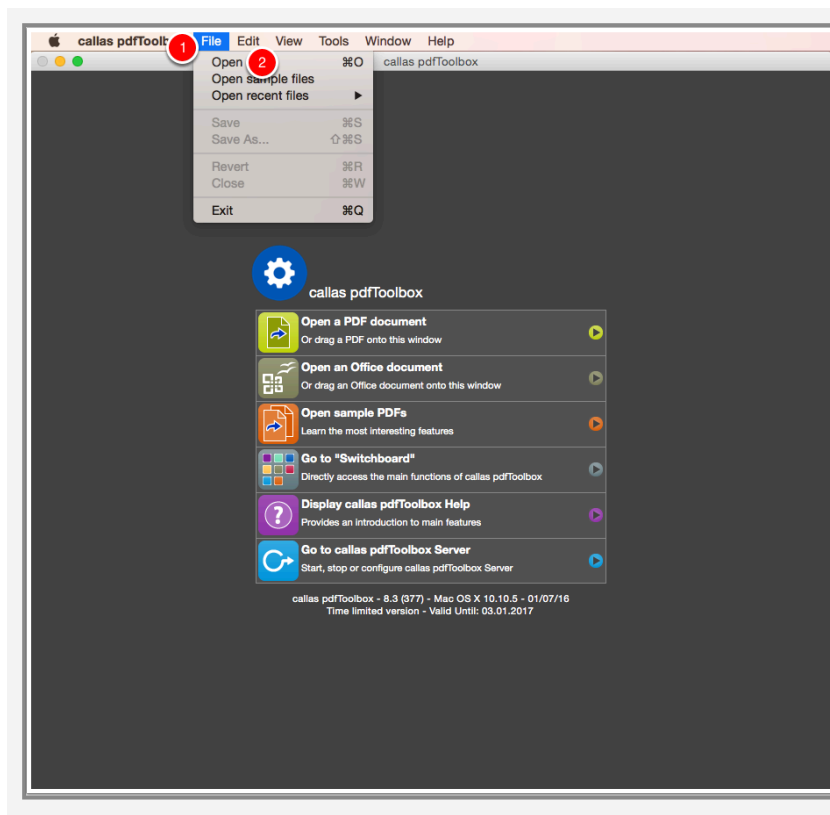 callas pdfToolb File Edit View Tools Window Help
1
callas pdfToolbox
Open ⌘O
2
Open sample files
Open recent files ▶
Save ⌘S
Save As... ⇧⌘S
Revert ⌘R
Close ⌘W
Exit ⌘Q
callas pdfToolbox
Open a PDF document
Or drag a PDF onto this window
Open an Office document
Or drag an Office document onto this window
Open sample PDFs
Learn the most interesting features
Go to "Switchboard"
Directly access the main functions of callas pdfToolbox
?
Display callas pdfToolbox Help
Provides an introduction to main features
Go to callas pdfToolbox Server
Start, stop or configure callas pdfToolbox Server
callas pdfToolbox - 8.3 (377) - Mac OS X 10.10.5 - 01/07/16
Time limited version - Valid Until: 03.01.2017